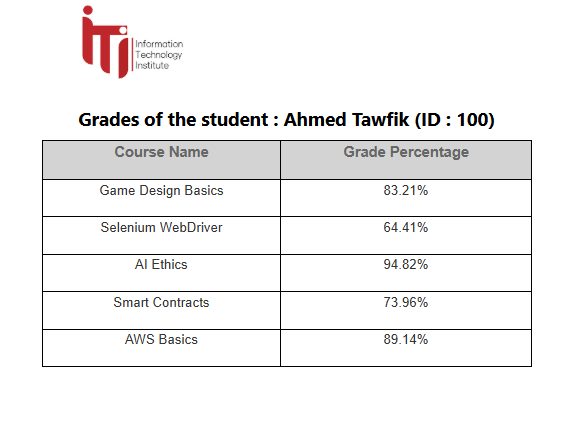 iTi
Information
Technology
Institute
Grades of the student : Ahmed Tawfik (ID : 100)
Course Name Grade Percentage
Game Design Basics 83.21%
Selenium WebDriver 64.41%
AI Ethics 94.82%
Smart Contracts 73.96%
AWS Basics 89.14%